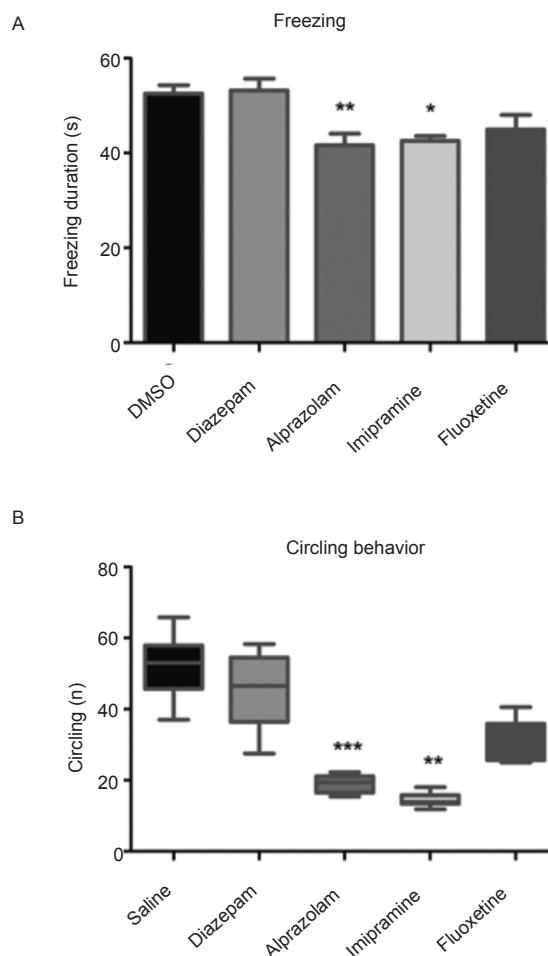 A
Freezing
60
40
20
0
Freezing duration (s)
**
*
DMSO
Diazepam
Alprazolam
Imipramine
Fluoxetine
B
Circling behavior
80
60
40
20
0
Circling (n)
***
**
Saline
Diazepam
Alprazolam
Imipramine
Fluoxetine